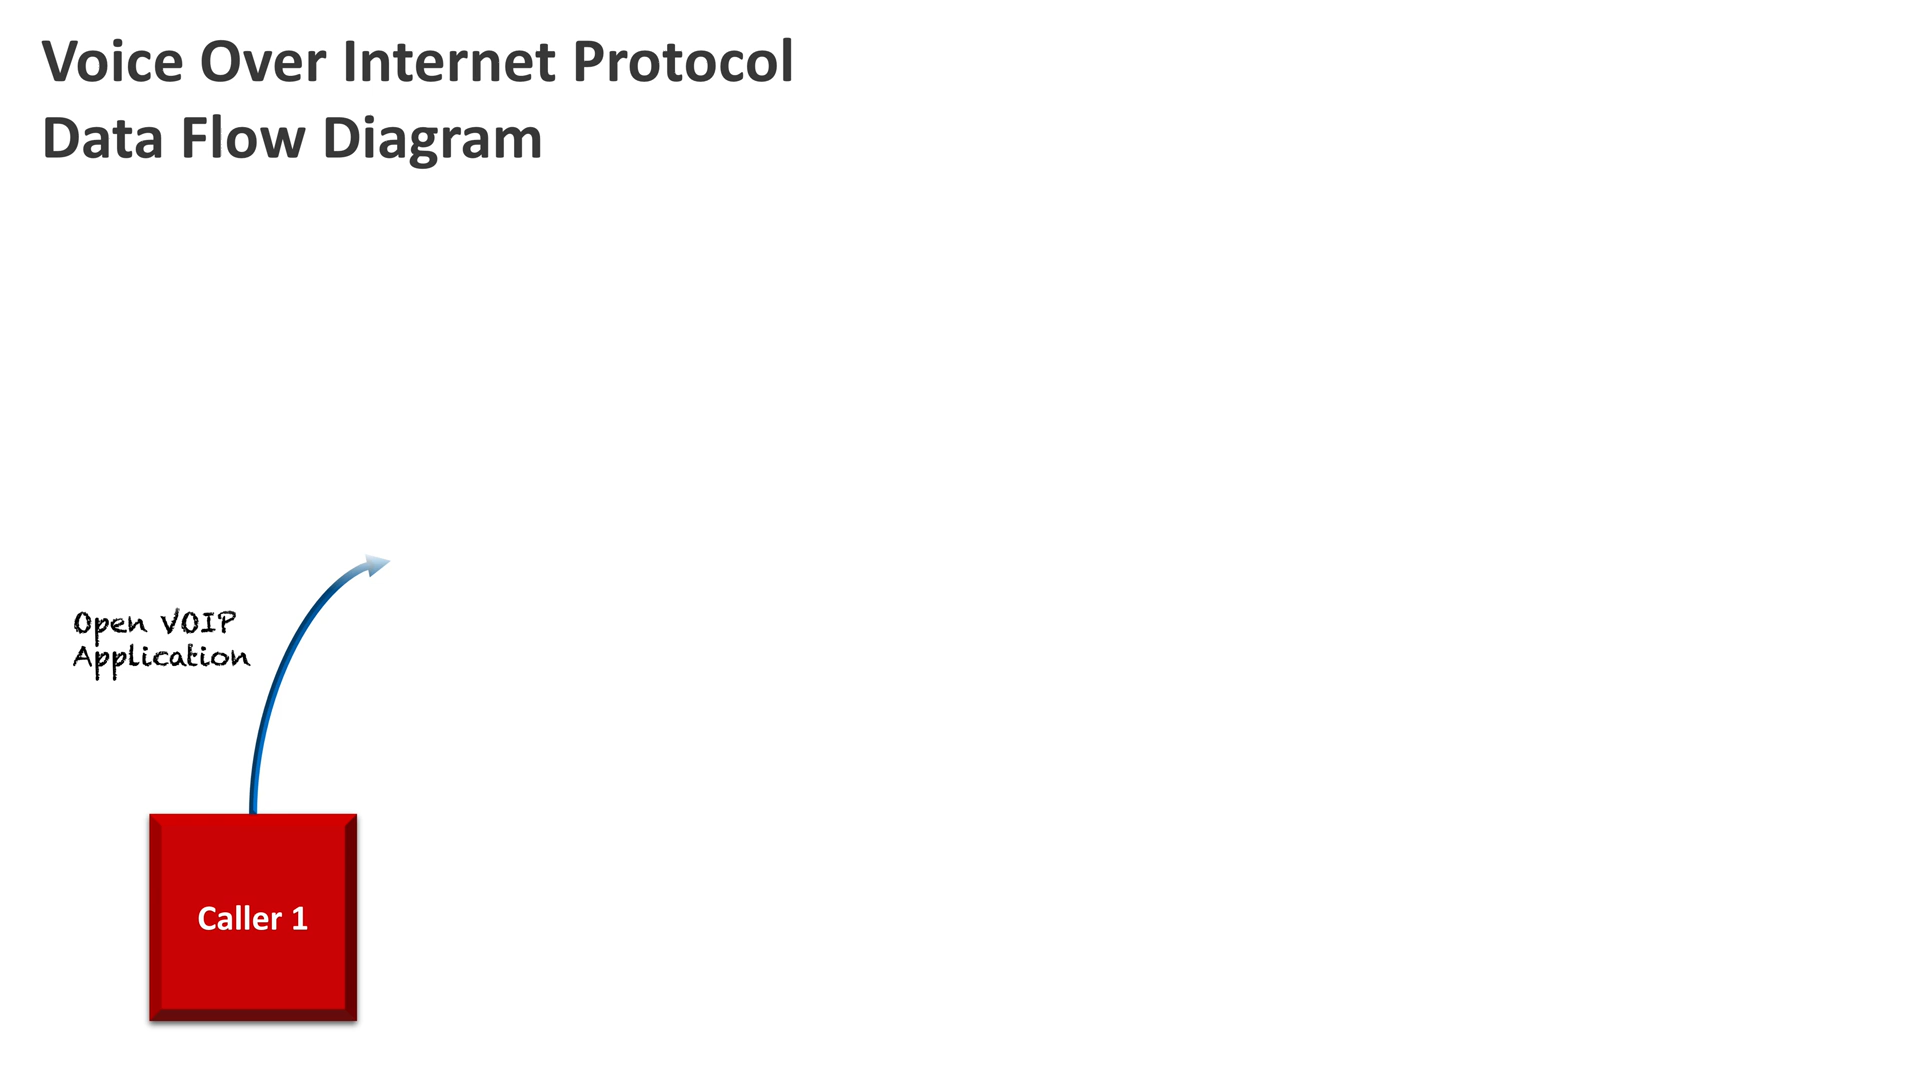 Voice Over Internet Protocol
Data Flow Diagram
Open VOIP
Application
Caller 1